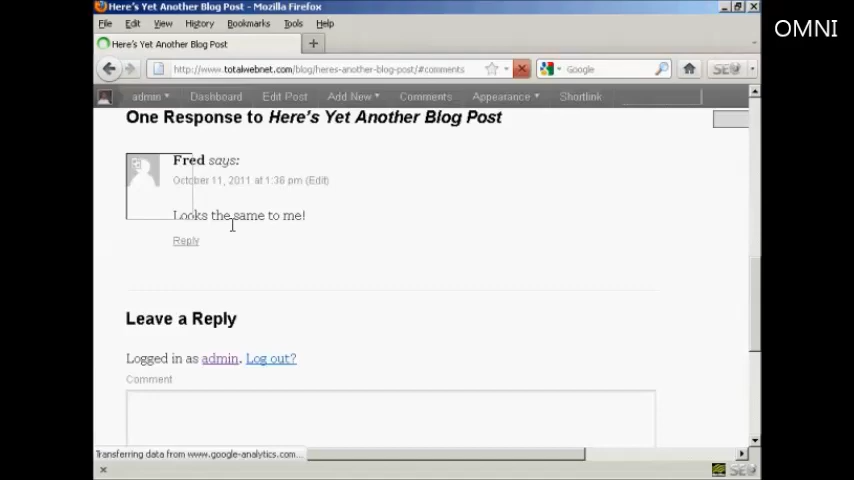 Here's Yet Another Blog Post - Mozilla Firefox
OMNI
File Edit View History Bookmarks Tools Help
Here's Yet Another Blog Post
http://www.totalwebnet.com/blog/heres-another-blog-post/#comments
Google
SEO
admin Dashboard Edit Post Add New Comments Appearance Shortlink
One Response to Here's Yet Another Blog Post
Fred says:
October 11, 2011 at 1:36 pm (Edit)
Looks the same to me!
Reply
Leave a Reply
Logged in as admin. Log out?
Comment
Transferring data from www.google-analytics.com...
SEO